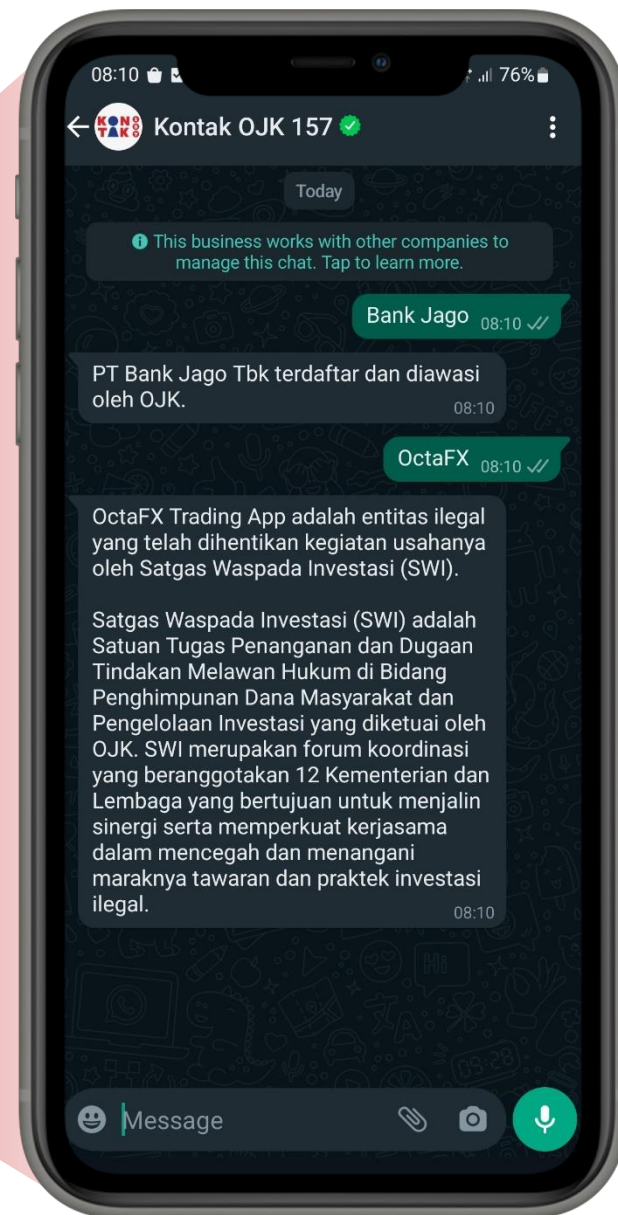 08:10
76%
KON
TAK
Kontak OJK 157
Today
This business works with other companies to
manage this chat. Tap to learn more.
Bank Jago 08:10
PT Bank Jago Tbk terdaftar dan diawasi
oleh OJK.
08:10
OctaFX 08:10
OctaFX Trading App adalah entitas ilegal
yang telah dihentikan kegiatan usahanya
oleh Satgas Waspada Investasi (SWI).
Satgas Waspada Investasi (SWI) adalah
Satuan Tugas Penanganan dan Dugaan
Tindakan Melawan Hukum di Bidang
Penghimpunan Dana Masyarakat dan
Pengelolaan Investasi yang diketuai oleh
OJK. SWI merupakan forum koordinasi
yang beranggotakan 12 Kementerian dan
Lembaga yang bertujuan untuk menjalin
sinergi serta memperkuat kerjasama
dalam mencegah dan menangani
maraknya tawaran dan praktek investasi
ilegal.
08:10
Hi
Message